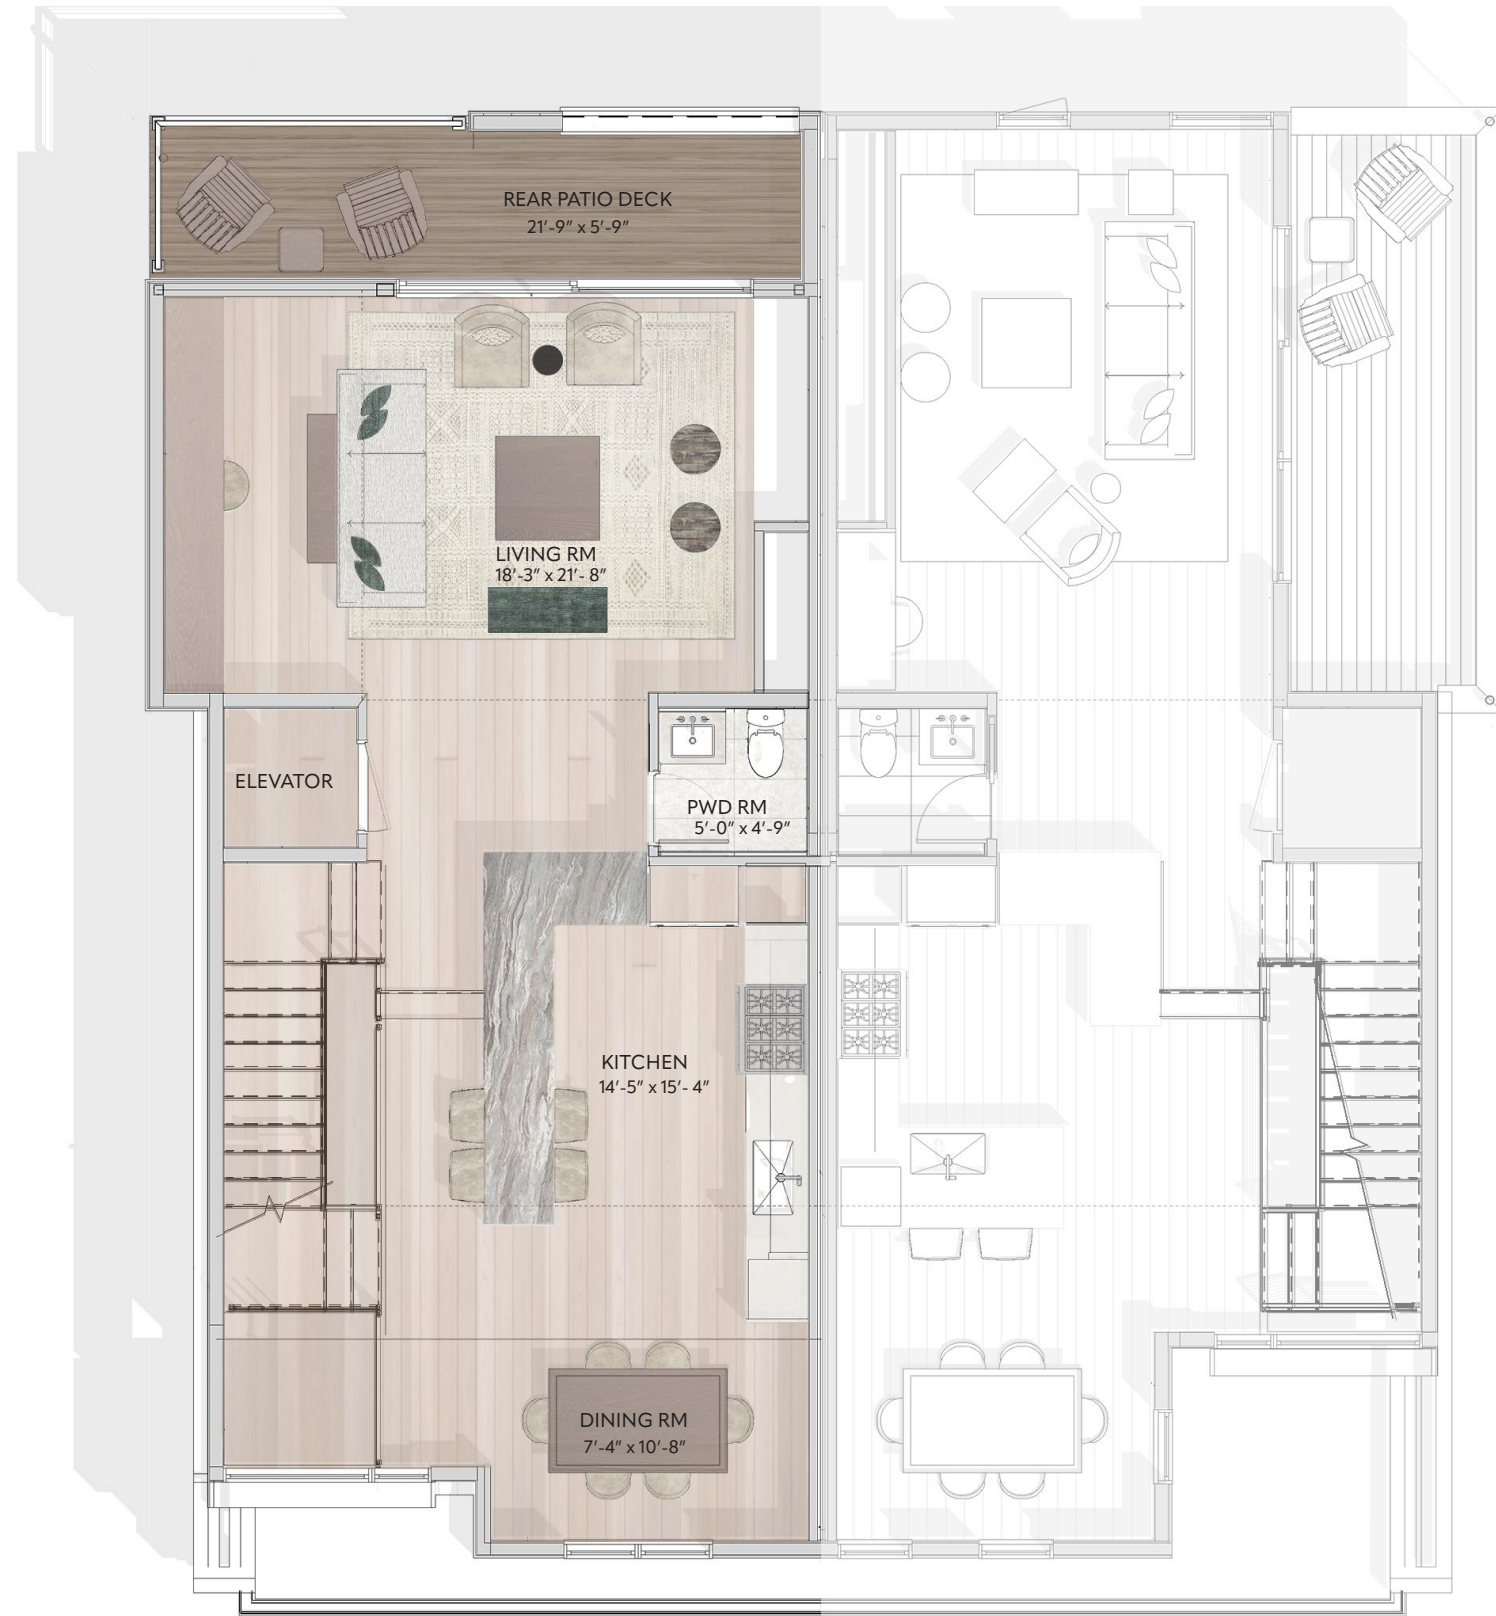 REAR PATIO DECK
21'-9" x 5'-9"
LIVING RM
18'-3" x 21'- 8"
ELEVATOR
PWD RM
5'-0" x 4'-9"
KITCHEN
14'-5" x 15'- 4"
DINING RM
7'-4" x 10'-8"